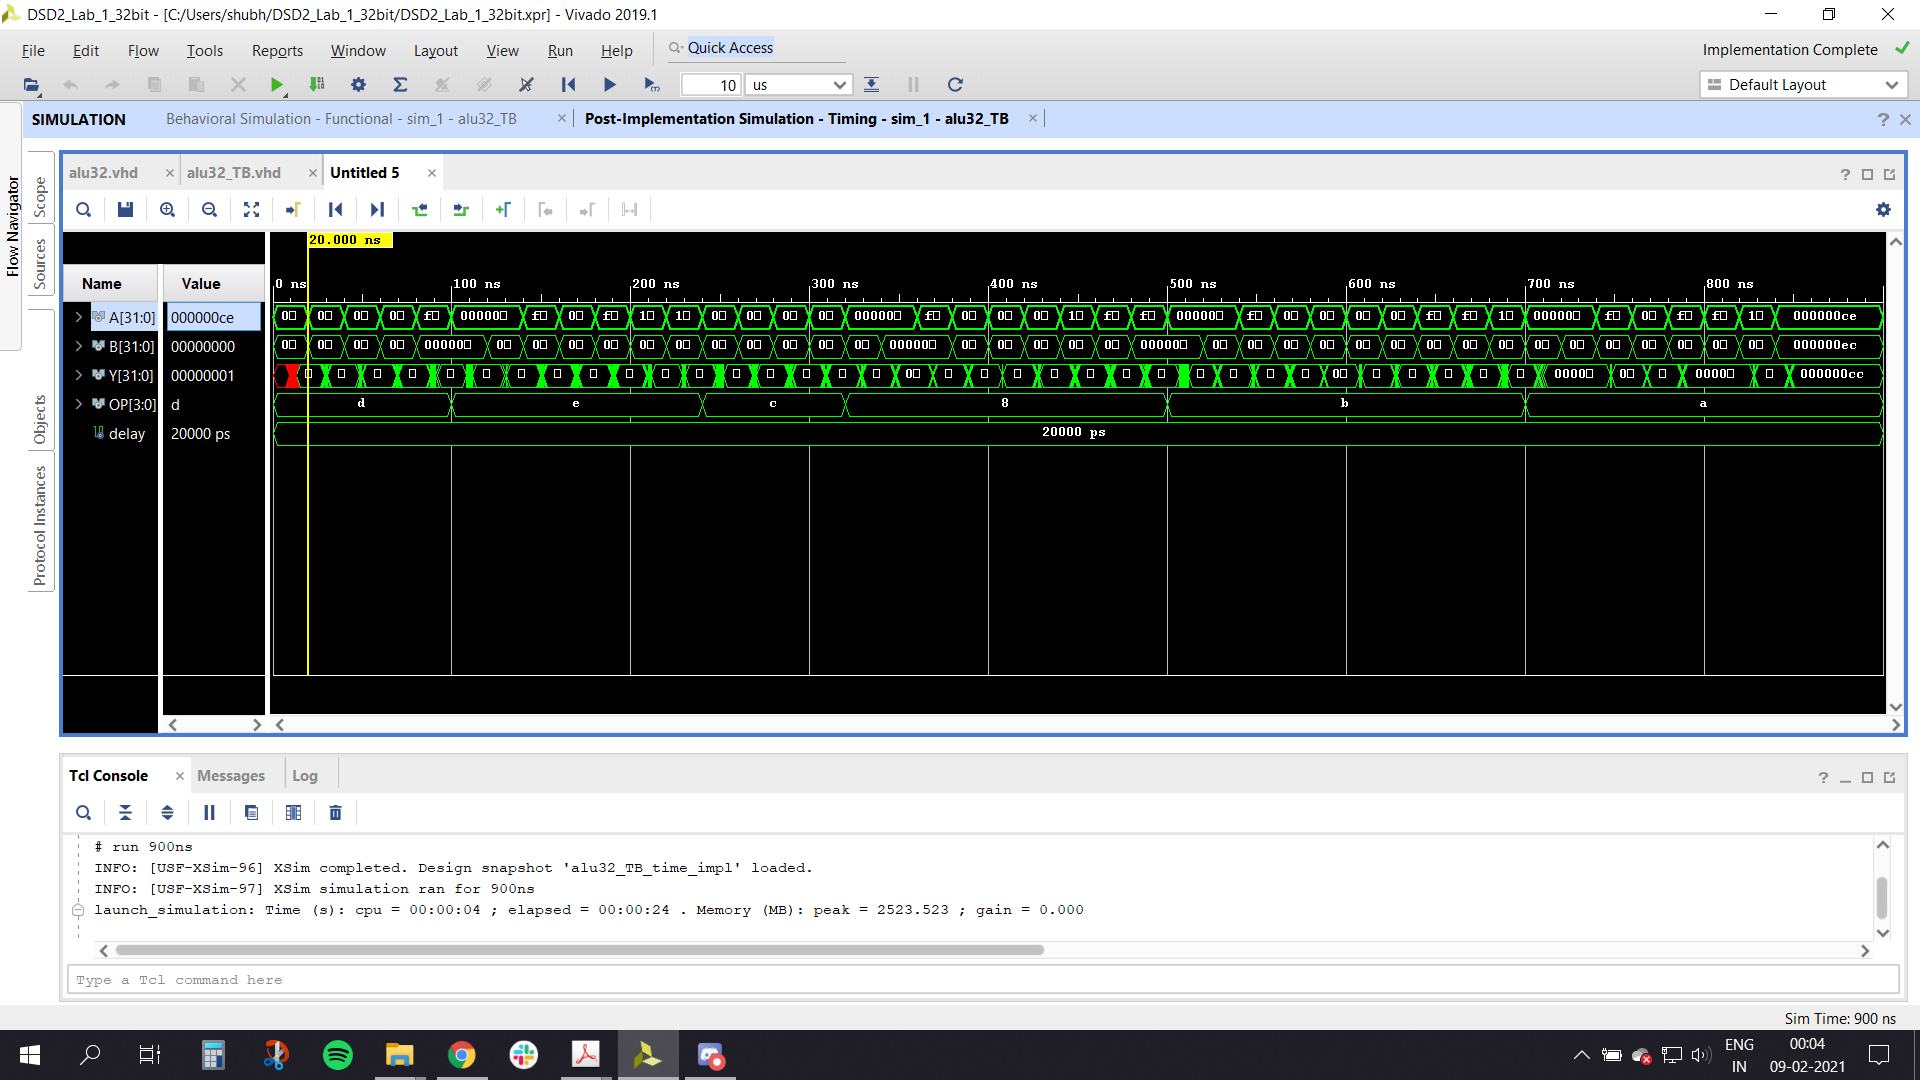 DSD2_Lab_1_32bit - [C:/Users/shubh/DSD2_Lab_1_32bit/DSD2_Lab_1_32bit.xpr] - Vivado 2019.1
File Edit Flow Tools Reports Window Layout View Run Help Quick Access Implementation Complete
10 us Default Layout
SIMULATION Behavioral Simulation - Functional - sim_1 - alu32_TB Post-Implementation Simulation - Timing - sim_1 - alu32_TB
Flow Navigator
Scope
Sources
Objects
Protocol Instances
alu32.vhd alu32_TB.vhd Untitled 5
20.000 ns
Name Value
0 ns 100 ns 200 ns 300 ns 400 ns 500 ns 600 ns 700 ns 800 ns
A[31:0] 000000ce 000000ce
B[31:0] 00000000 000000ec
Y[31:0] 00000001 000000cc
OP[3:0] d d e c 8 b a
delay 20000 ps 20000 ps
Tcl Console Messages Log
# run 900ns
INFO: [USF-XSim-96] XSim completed. Design snapshot 'alu32_TB_time_impl' loaded.
INFO: [USF-XSim-97] XSim simulation ran for 900ns
launch_simulation: Time (s): cpu = 00:00:04 ; elapsed = 00:00:24 . Memory (MB): peak = 2523.523 ; gain = 0.000
Type a Tcl command here
Sim Time: 900 ns
ENG 00:04
IN 09-02-2021